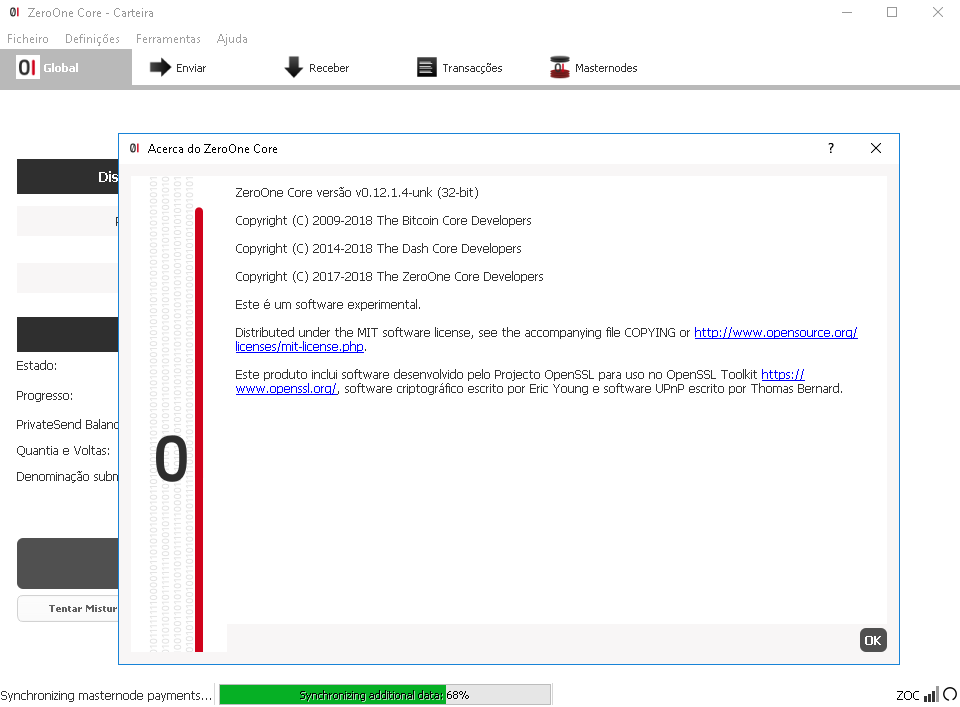 ZeroOne Core - Carteira
Ficheiro Definições Ferramentas Ajuda
01 Global Enviar Receber Transacções Masternodes
Acerca do ZeroOne Core
ZeroOne Core versão v0.12.1.4-unk (32-bit)
Copyright (C) 2009-2018 The Bitcoin Core Developers
Copyright (C) 2014-2018 The Dash Core Developers
Copyright (C) 2017-2018 The ZeroOne Core Developers
Este é um software experimental.
Distributed under the MIT software license, see the accompanying file COPYING or http://www.opensource.org/
licenses/mit-license.php.
Este produto inclui software desenvolvido pelo Projecto OpenSSL para uso no OpenSSL Toolkit https://
www.openssl.org/, software criptográfico escrito por Eric Young e software UPnP escrito por Thomas Bernard.
0
OK
Dis
Estado:
Progresso:
PrivateSend Balanc
Quantia e Voltas:
Denominação subm
Tentar Mistur
Synchronizing masternode payments... Synchronizing additional data: 68% ZOC